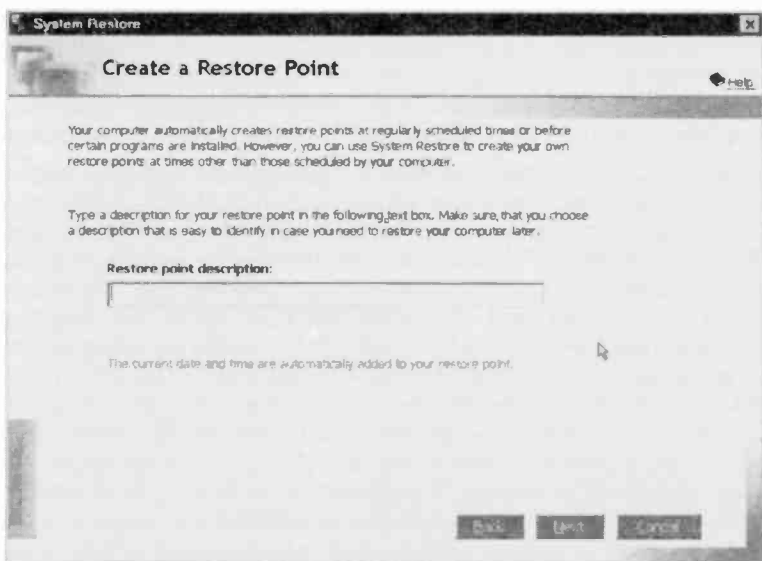 System Restore
Create a Restore Point
Help
Your computer automatically creates restore points at regularly scheduled times or before
certain programs are installed. However, you can use System Restore to create your own
restore points at times other than those scheduled by your computer.
Type a description for your restore point in the following text box. Make sure that you choose
a description that is easy to identify in case you need to restore your computer later.
Restore point description:
The current date and time are automatically added to your restore point.
Back Next Cancel